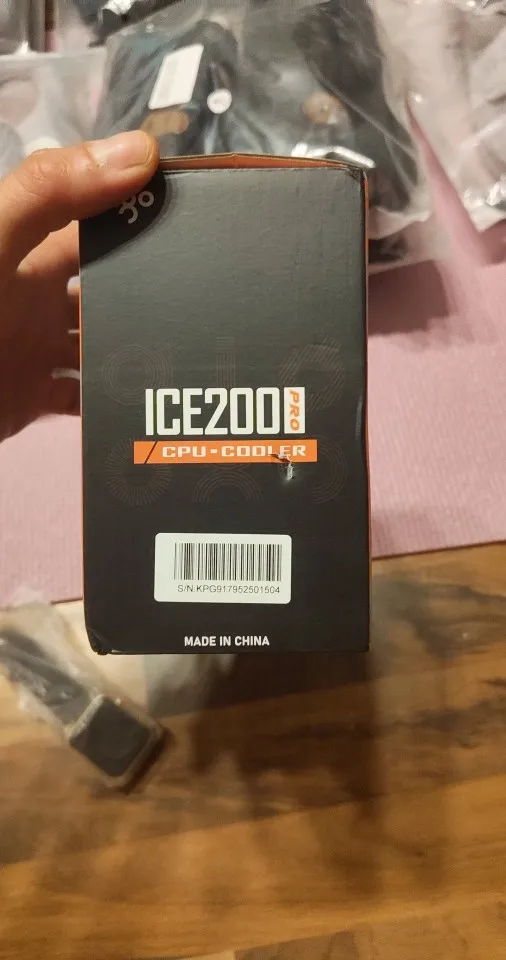 ICE200 PRO
CPU-COOLER
S/N:KPG917952501504
MADE IN CHINA